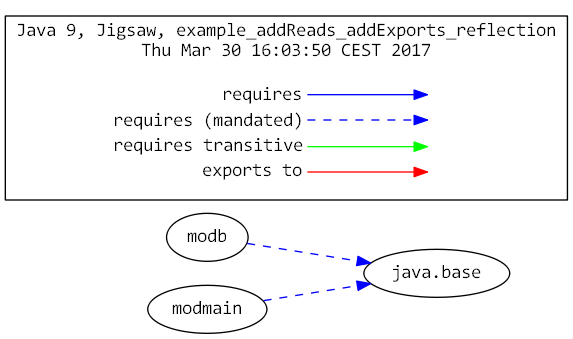 Java 9, Jigsaw, example_addReads_addExports_reflection
Thu Mar 30 16:03:50 CEST 2017
requires
requires (mandated)
requires transitive
exports to
modb
java.base
modmain